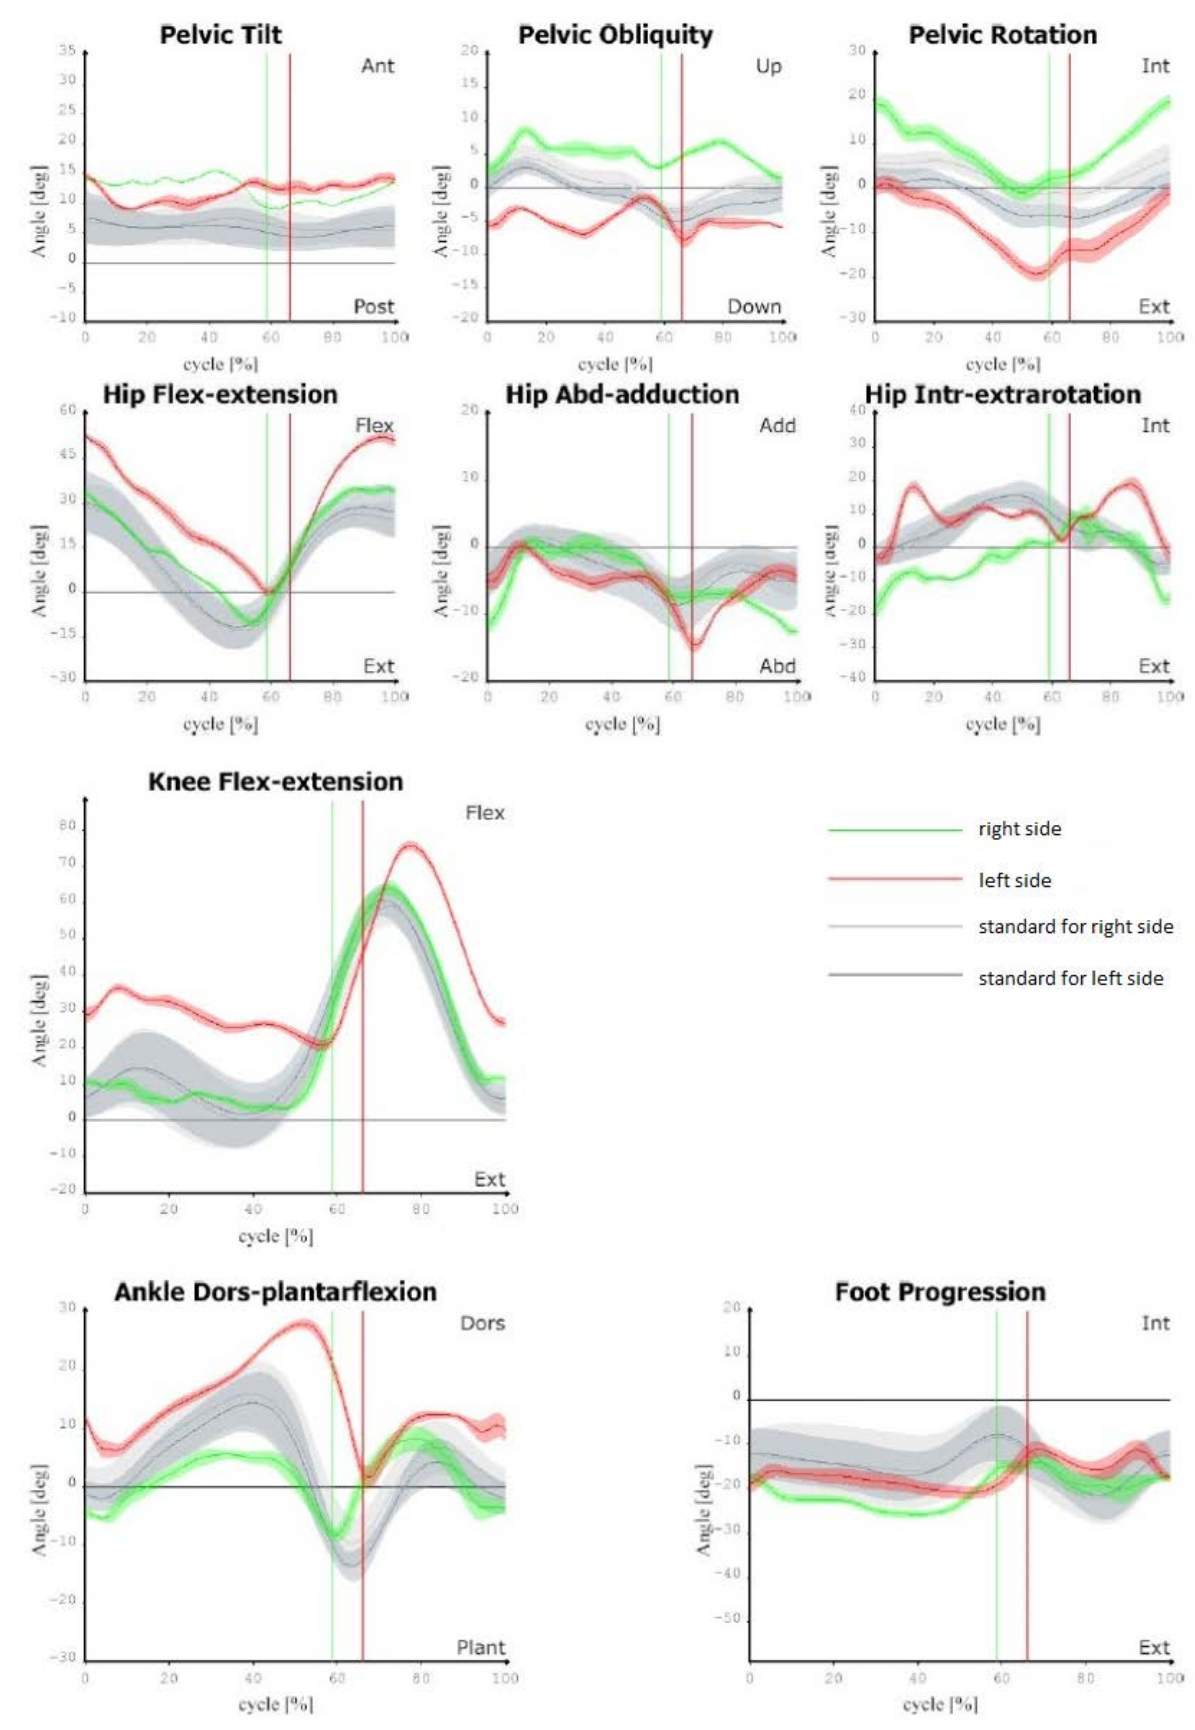 Pelvic Tilt
35
30
25
20
15
10
5
0
-5
-10
Angle [deg]
Ant
Post
0 20 40 60 80 100
cycle [%]
Pelvic Obliquity
20
15
10
5
0
-5
-10
-15
-20
Angle [deg]
Up
Down
0 20 40 60 80 100
cycle [%]
Pelvic Rotation
30
20
10
0
-10
-20
-30
Angle [deg]
Int
Ext
0 20 40 60 80 100
cycle [%]
Hip Flex-extension
60
45
30
15
0
-15
-30
Angle [deg]
Flex
Ext
0 20 40 60 80 100
cycle [%]
Hip Abd-adduction
20
10
0
-10
-20
Angle [deg]
Add
Abd
0 20 40 60 80 100
cycle [%]
Hip Intr-extrarotation
40
30
20
10
0
-10
-20
-30
-40
Angle [deg]
Int
Ext
0 20 40 60 80 100
cycle [%]
Knee Flex-extension
80
70
60
50
40
30
20
10
0
-10
-20
Angle [deg]
Flex
Ext
0 20 40 60 80 100
cycle [%]
right side
left side
standard for right side
standard for left side
Ankle Dors-plantarflexion
30
20
10
0
-10
-20
-30
Angle [deg]
Dors
Plant
0 20 40 60 80 100
cycle [%]
Foot Progression
20
10
0
-10
-20
-30
-40
-50
Angle [deg]
Int
Ext
0 20 40 60 80 100
cycle [%]